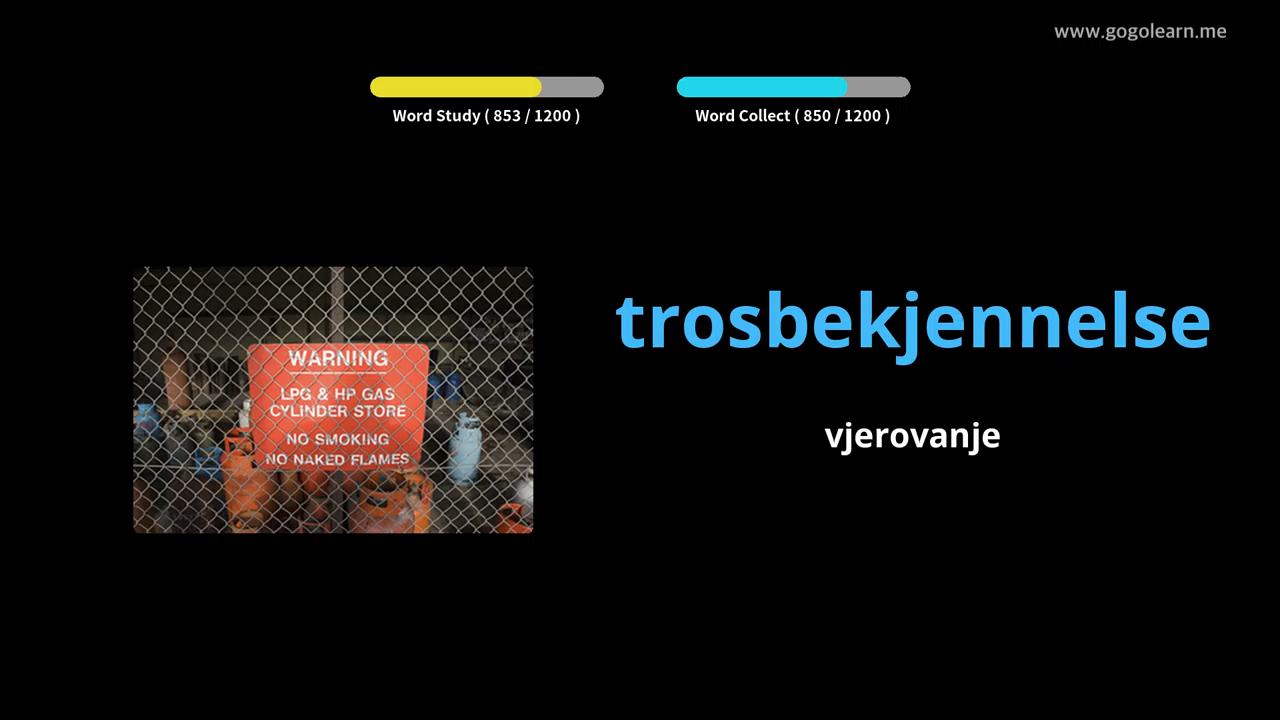 www.gogolearn.me
Word Study ( 853 / 1200 )
Word Collect ( 850 / 1200 )
WARNING
LPG & HP GAS
CYLINDER STORE
NO SMOKING
NO NAKED FLAMES
trosbekjennelse
vjerovanje